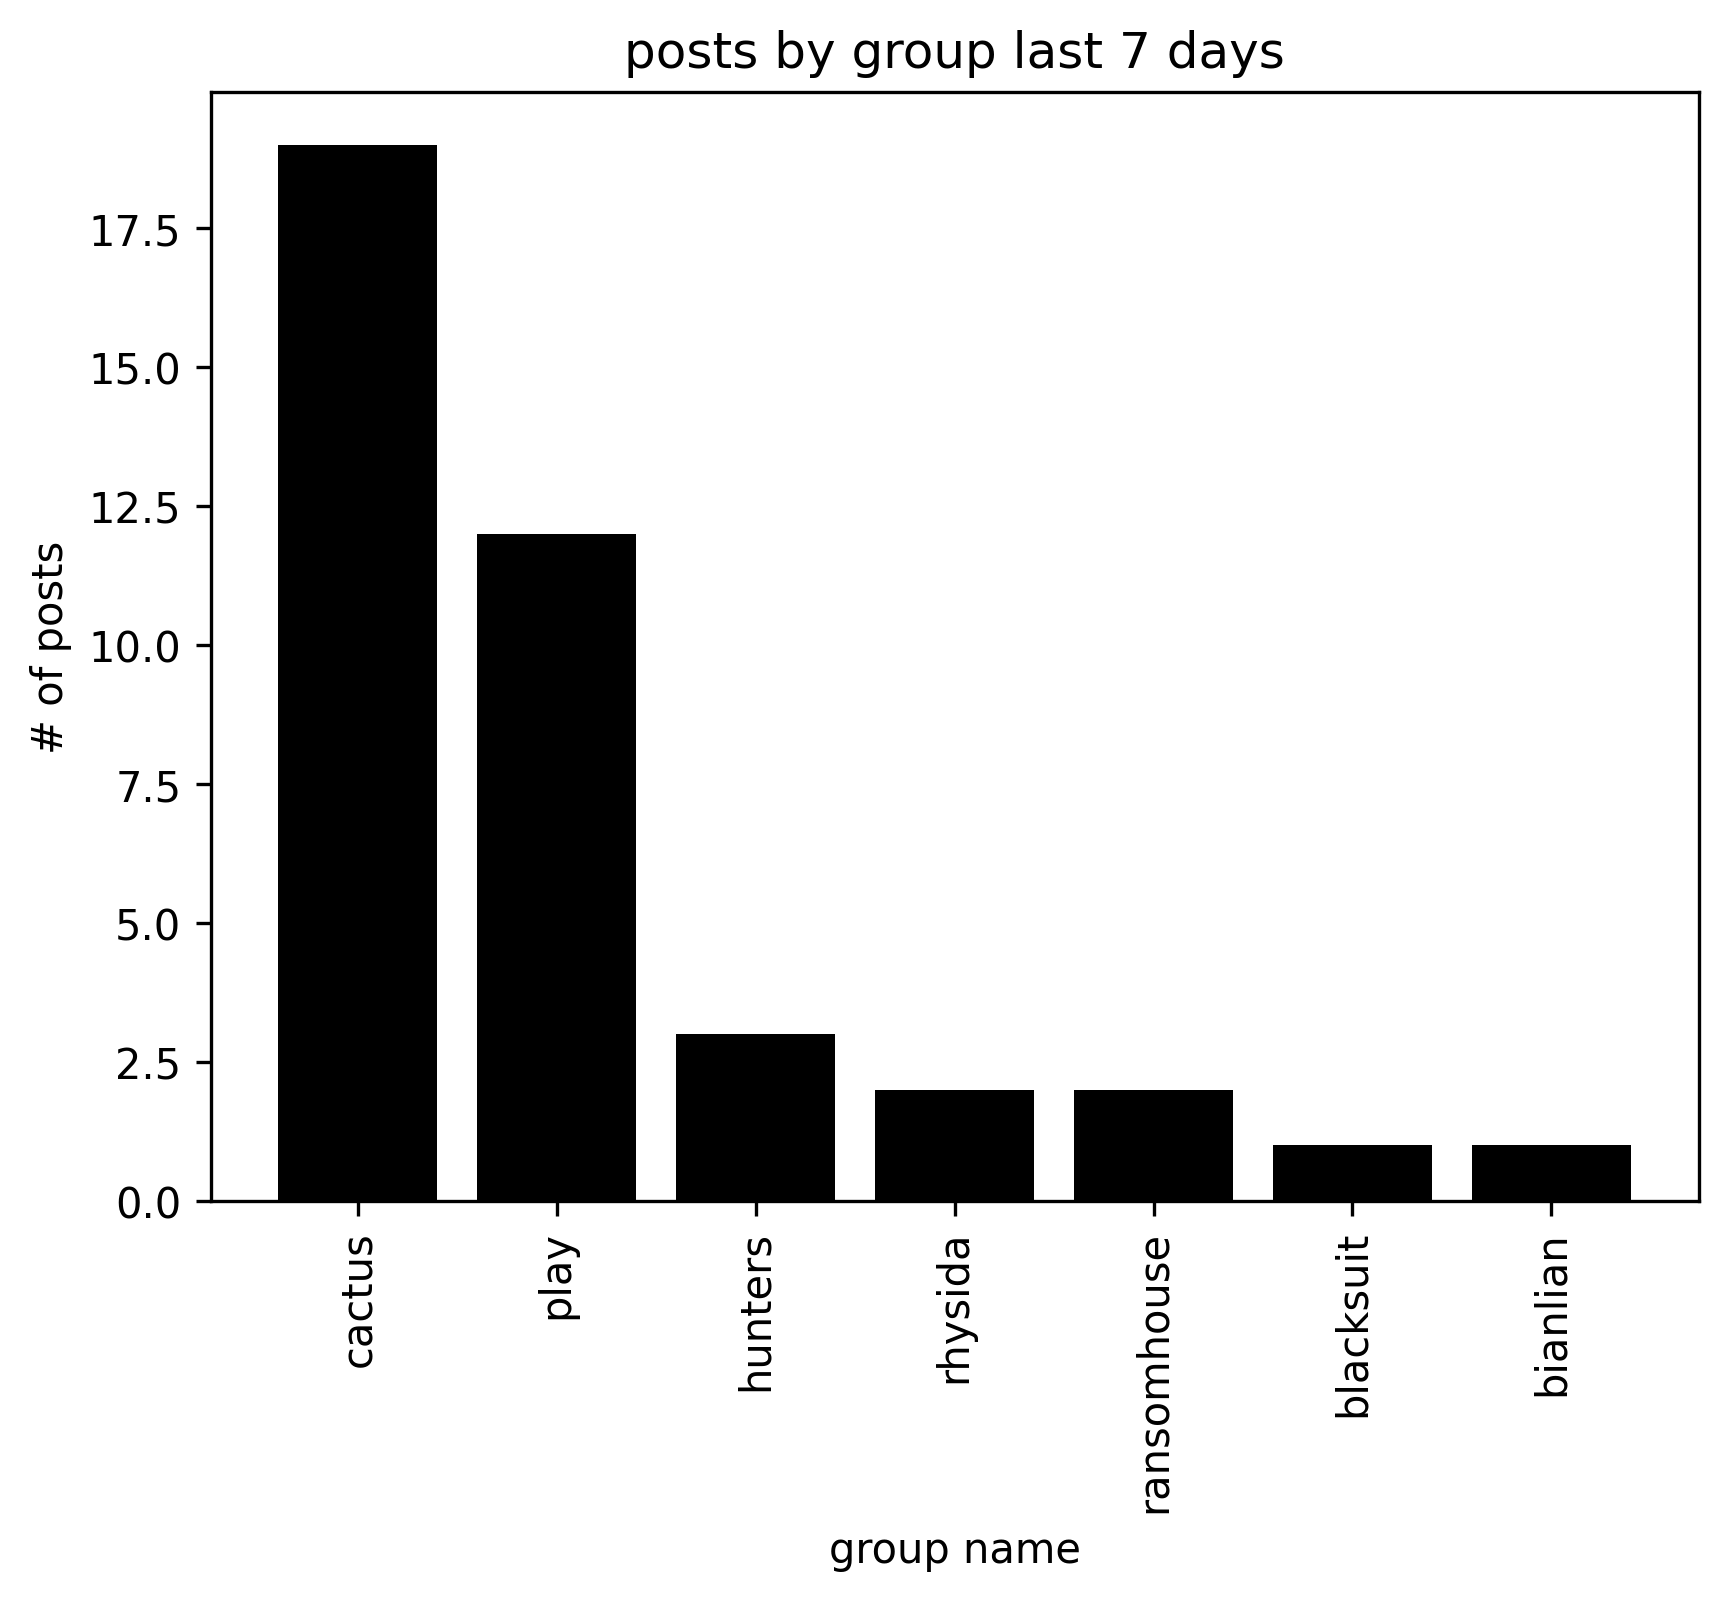 posts by group last 7 days
# of posts
17.5
15.0
12.5
10.0
7.5
5.0
2.5
0.0
cactus
play
hunters
rhysida
ransomhouse
blacksuit
bianlian
group name